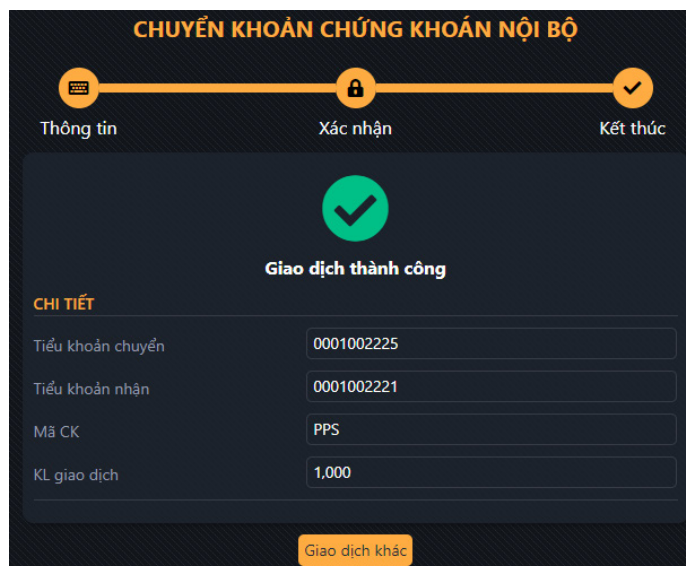 CHUYỂN KHOẢN CHỨNG KHOÁN NỘI BỘ
Thông tin
Xác nhận
Kết thúc
Giao dịch thành công
CHI TIẾT
Tiểu khoản chuyển 0001002225
Tiểu khoản nhận 0001002221
Mã CK PPS
KL giao dịch 1,000
Giao dịch khác